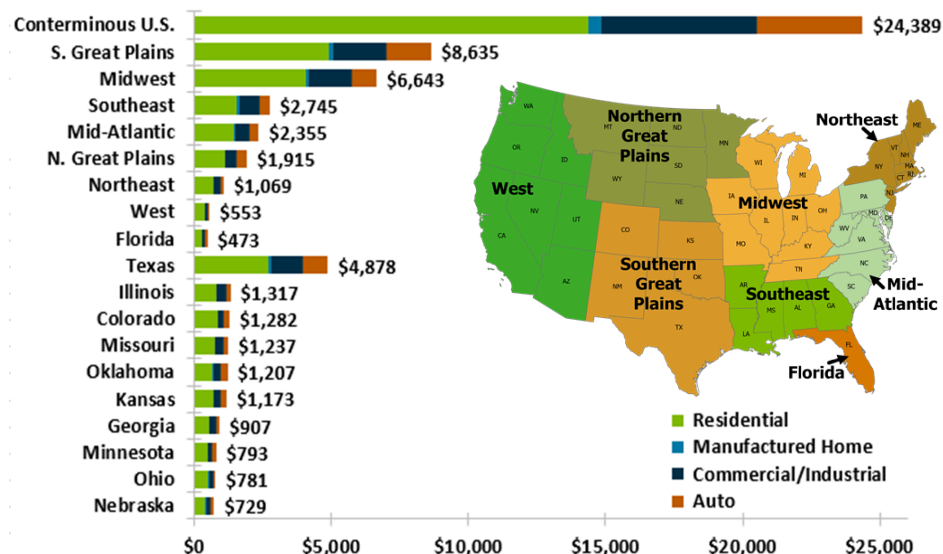 Conterminous U.S. $24,389
S. Great Plains $8,635
Midwest $6,643
Southeast $2,745
Mid-Atlantic $2,355
N. Great Plains $1,915
Northeast $1,069
West $553
Florida $473
Texas $4,878
Illinois $1,317
Colorado $1,282
Missouri $1,237
Oklahoma $1,207
Kansas $1,173
Georgia $907
Minnesota $793
Ohio $781
Nebraska $729
$0 $5,000 $10,000 $15,000 $20,000 $25,000
Northern
Great
Plains
Northeast
West
Midwest
Southern
Great
Plains
Southeast
Mid-
Atlantic
Florida
WA
OR
ID
NV
UT
CA
AZ
MT
ND
MN
WY
SD
NE
CO
KS
NM
OK
TX
WI
MI
IA
IL
IN
OH
MO
KY
TN
AR
MS
AL
GA
LA
FL
ME
VT
NH
MA
NY
CT
RI
NJ
PA
MD
DE
WV
VA
NC
SC
Residential
Manufactured Home
Commercial/Industrial
Auto